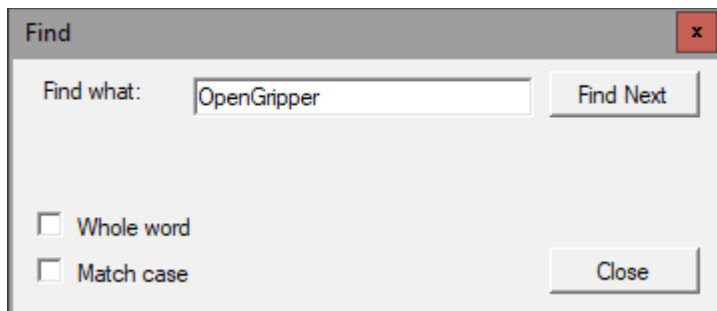 Find
x
Find what: OpenGripper Find Next
Whole word
Match case
Close